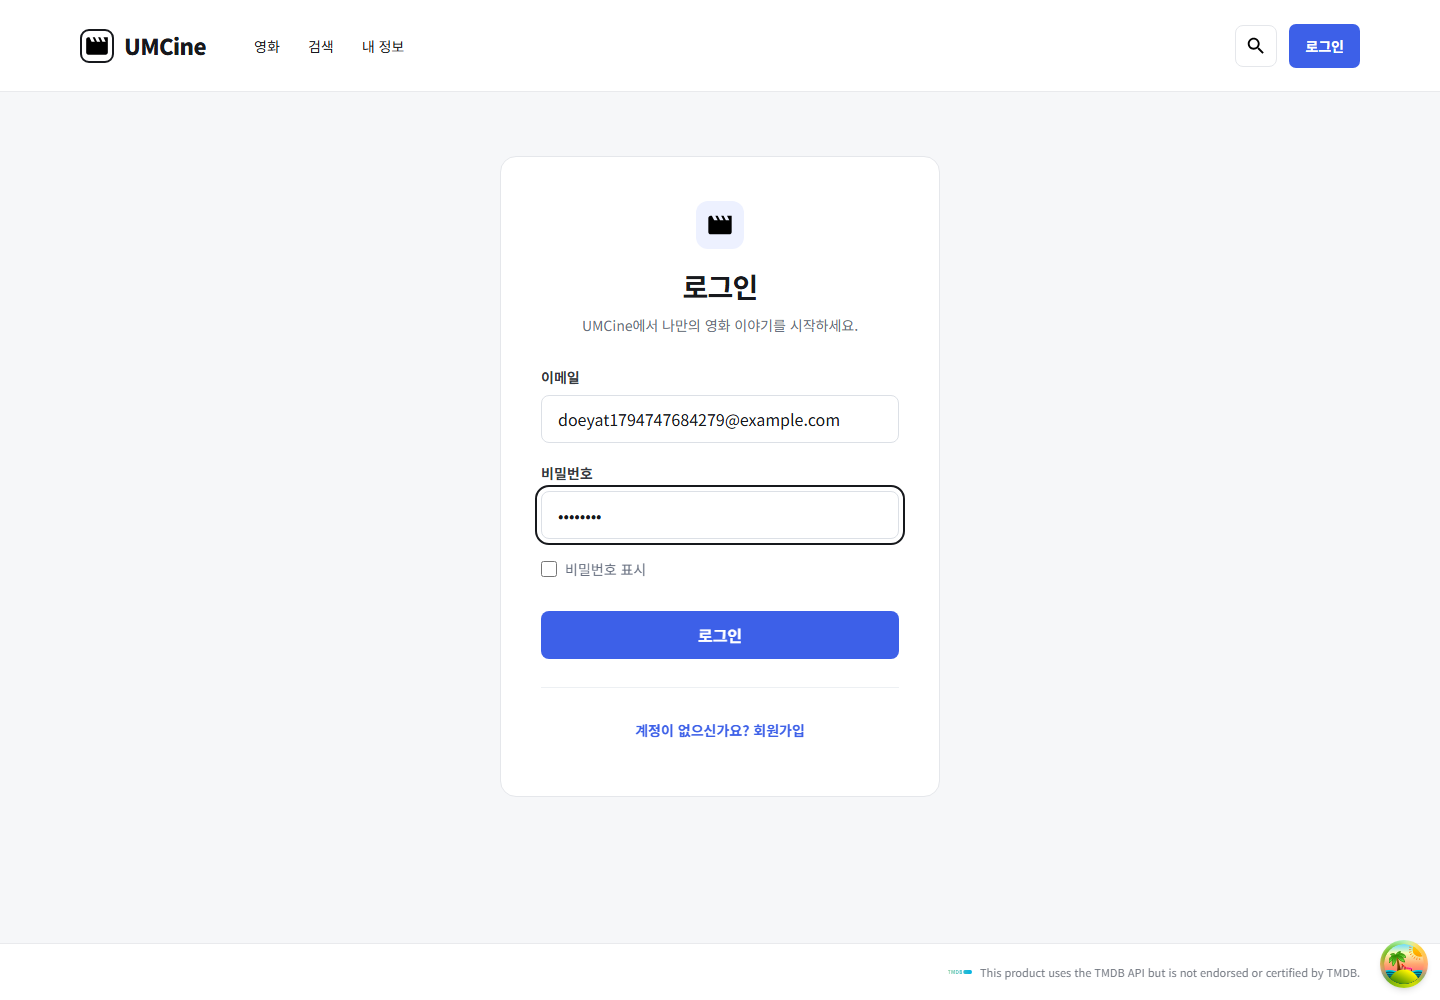 UMCine
영화
검색
내 정보
로그인
로그인
UMCine에서 나만의 영화 이야기를 시작하세요.
이메일
doeyat1794747684279@example.com
비밀번호
••••••••
비밀번호 표시
로그인
계정이 없으신가요? 회원가입
TMDB
This product uses the TMDB API but is not endorsed or certified by TMDB.